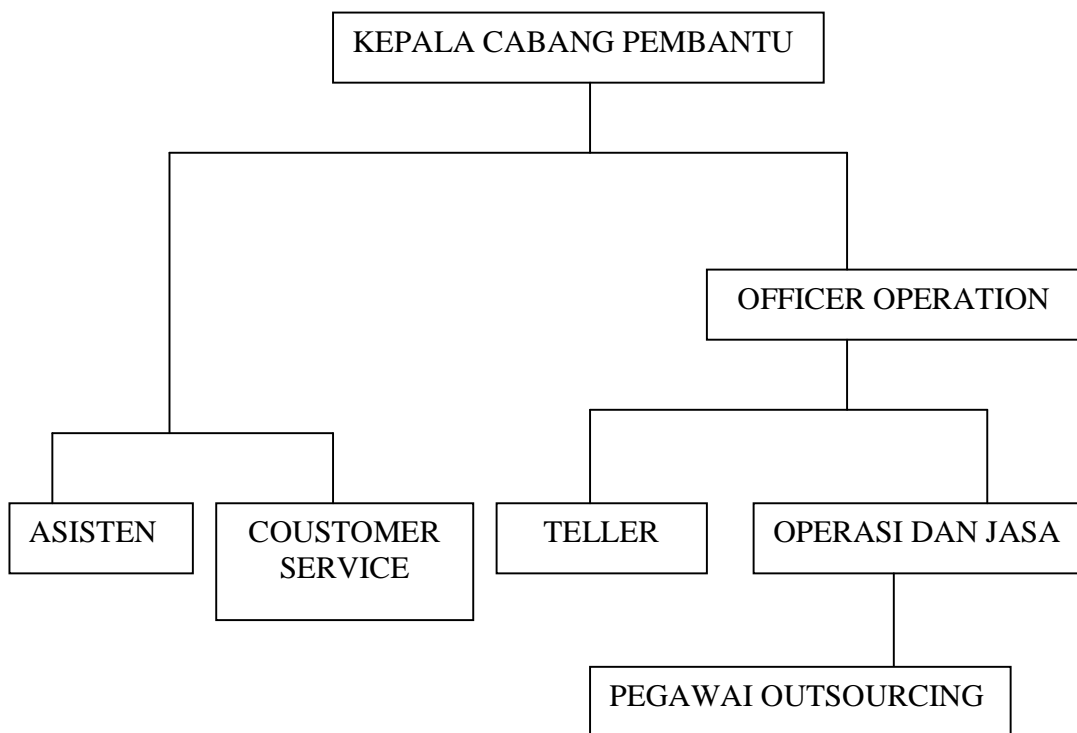 KEPALA CABANG PEMBANTU
OFFICER OPERATION
ASISTEN
COUSTOMER
SERVICE
TELLER
OPERASI DAN JASA
PEGAWAI OUTSOURCING